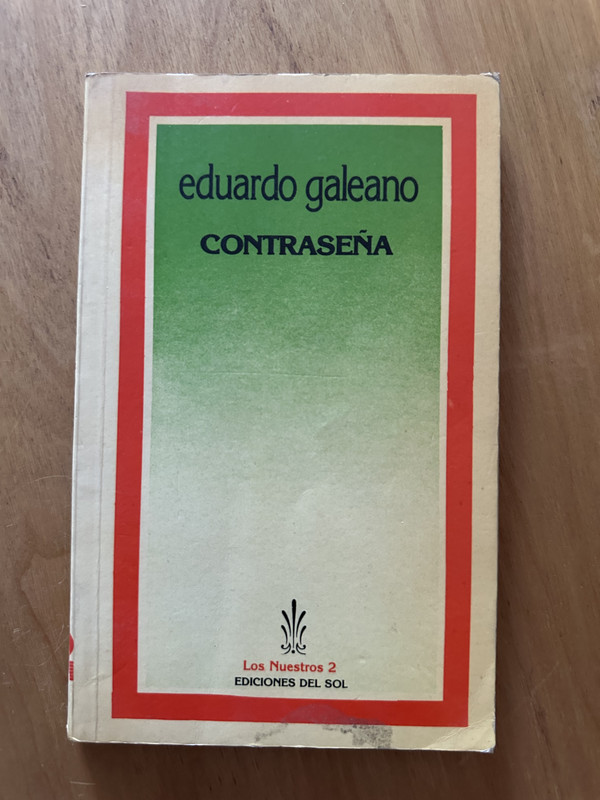 eduardo galeano
CONTRASEÑA
Los Nuestros 2
EDICIONES DEL SOL